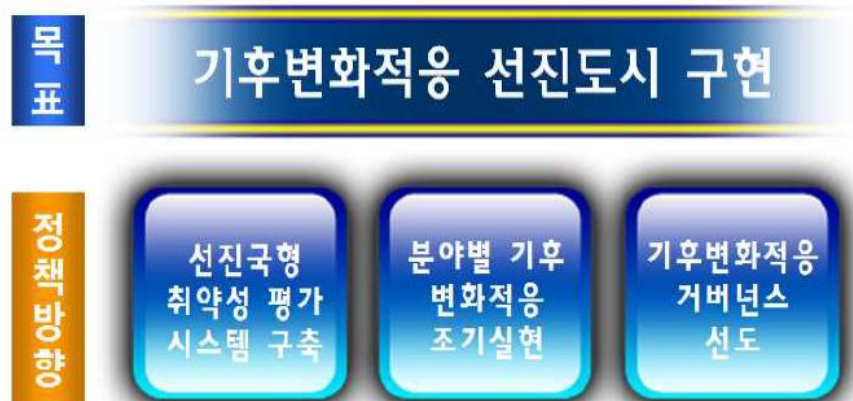 목표
기후변화적응 선진도시 구현
정책방향
선진국형
취약성 평가
시스템 구축
분야별 기후
변화적응
조기실현
기후변화적응
거버넌스
선도